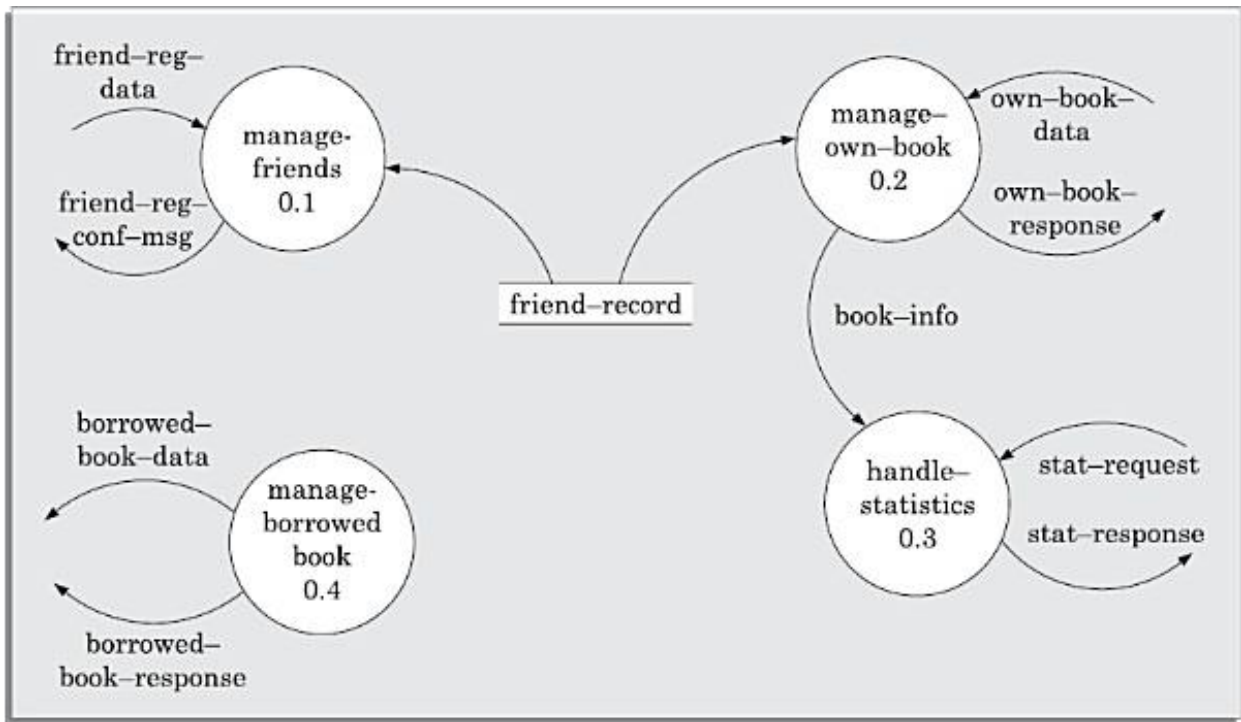 friend–reg–
data
manage-
friends
0.1
friend–reg–
conf–msg
manage–
own–book
0.2
own–book–
data
own–book–
response
friend–record
book–info
borrowed–
book–data
manage-
borrowed
book
0.4
borrowed–
book–response
handle–
statistics
0.3
stat–request
stat–response